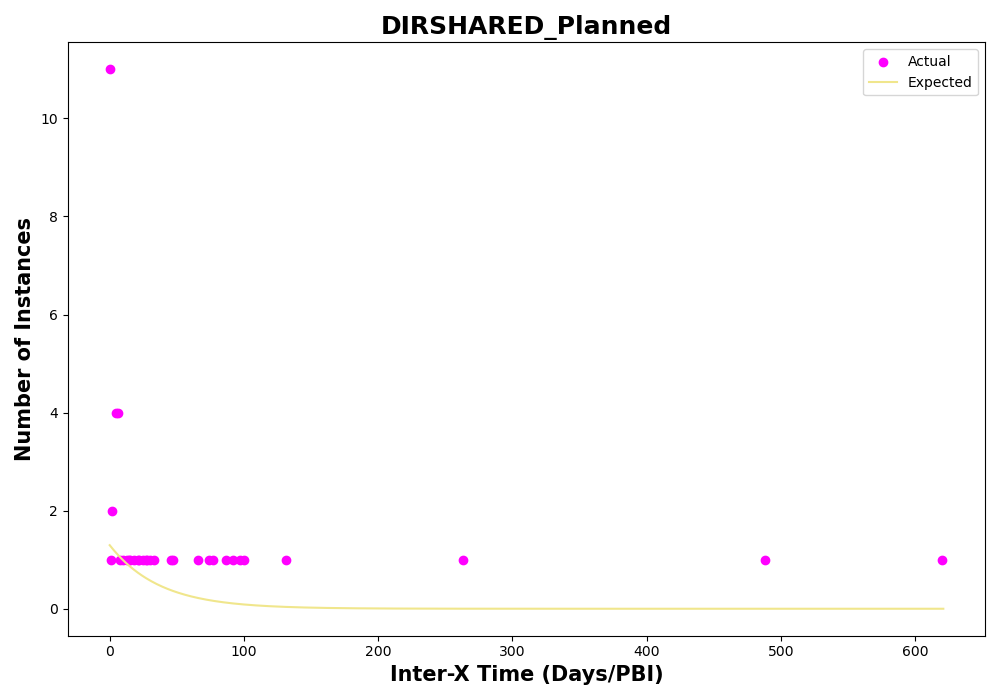 DIRSHARED_Planned
Actual
Expected
Number of Instances
10
8
6
4
2
0
0
100
200
300
400
500
600
Inter-X Time (Days/PBI)